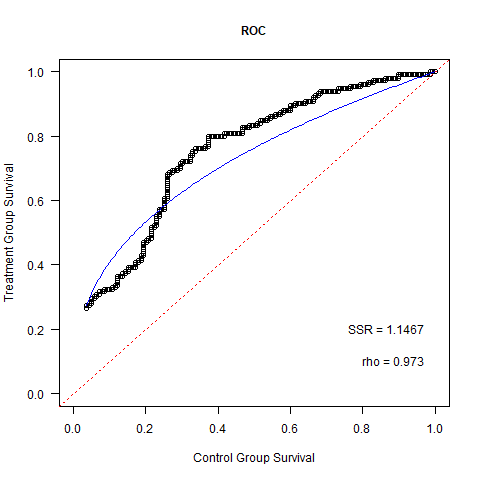 ROC
Treatment Group Survival
1.0
0.8
0.6
0.4
0.2
0.0
SSR = 1.1467
rho = 0.973
0.0 0.2 0.4 0.6 0.8 1.0
Control Group Survival